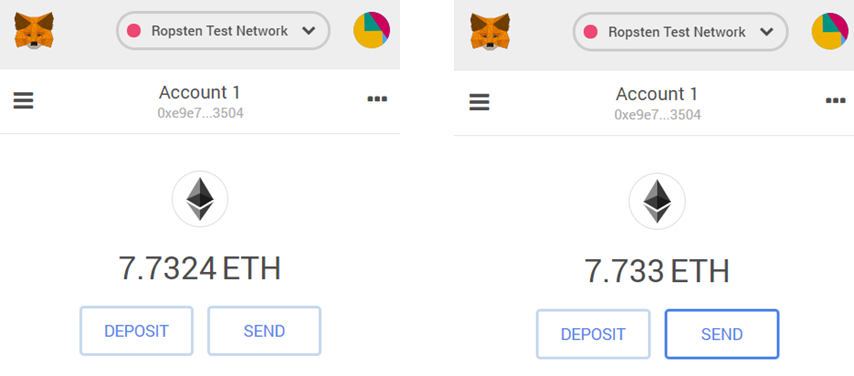 Ropsten Test Network
Account 1
0xe9e7...3504
7.7324 ETH
DEPOSIT SEND
Ropsten Test Network
Account 1
0xe9e7...3504
7.733 ETH
DEPOSIT SEND